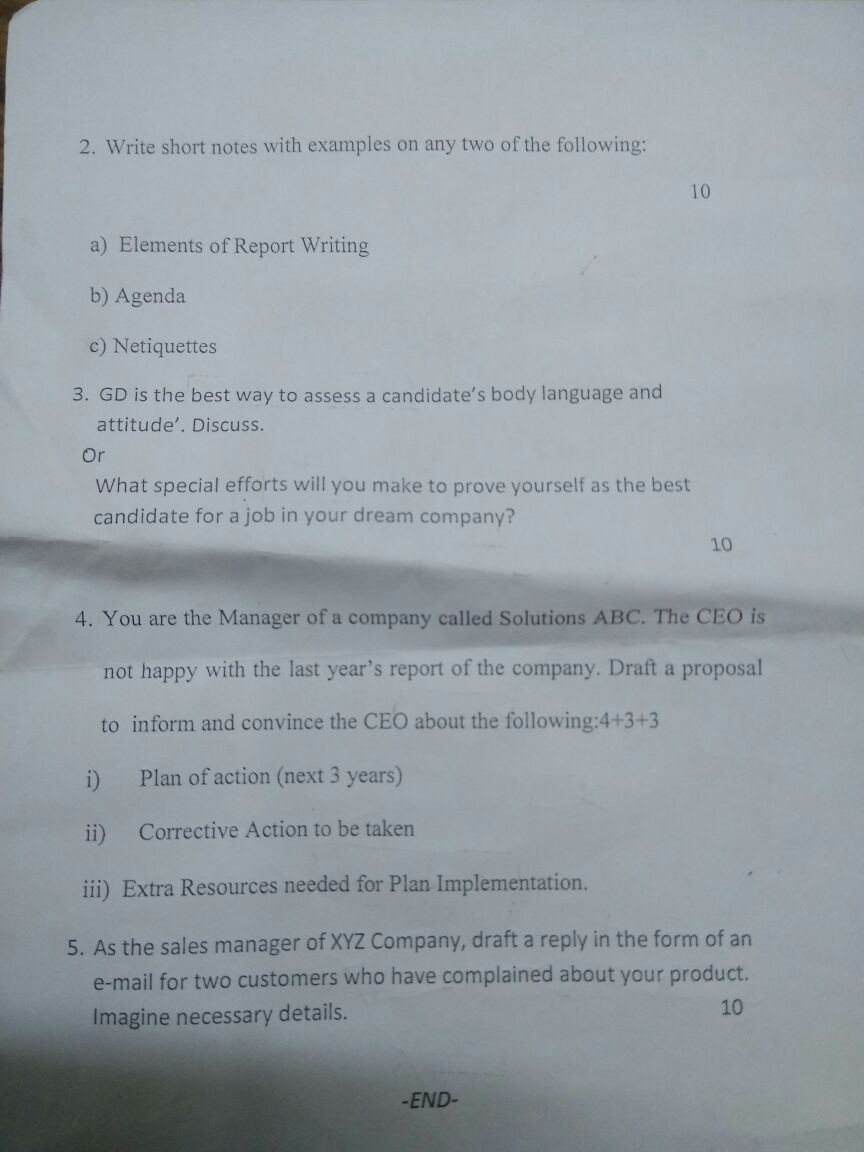 2. Write short notes with examples on any two of the following:
10
a) Elements of Report Writing
b) Agenda
c) Netiquettes
3. GD is the best way to assess a candidate's body language and
attitude'. Discuss.
Or
What special efforts will you make to prove yourself as the best
candidate for a job in your dream company?
10
4. You are the Manager of a company called Solutions ABC. The CEO is
not happy with the last year's report of the company. Draft a proposal
to inform and convince the CEO about the following:4+3+3
i) Plan of action (next 3 years)
ii) Corrective Action to be taken
iii) Extra Resources needed for Plan Implementation.
5. As the sales manager of XYZ Company, draft a reply in the form of an
e-mail for two customers who have complained about your product.
Imagine necessary details. 10
-END-